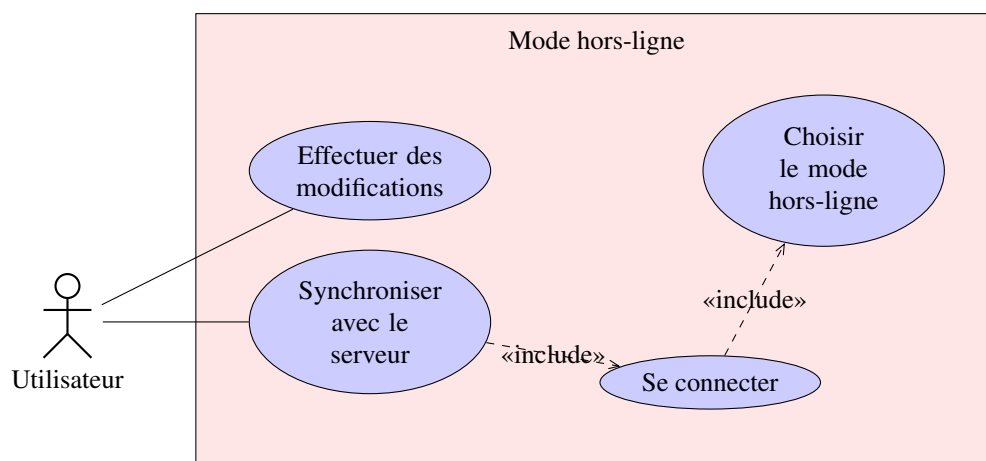 Mode hors-ligne
Effectuer des
modifications
Choisir
le mode
hors-ligne
Synchroniser
avec le
serveur
«include»
«include»
Se connecter
Utilisateur